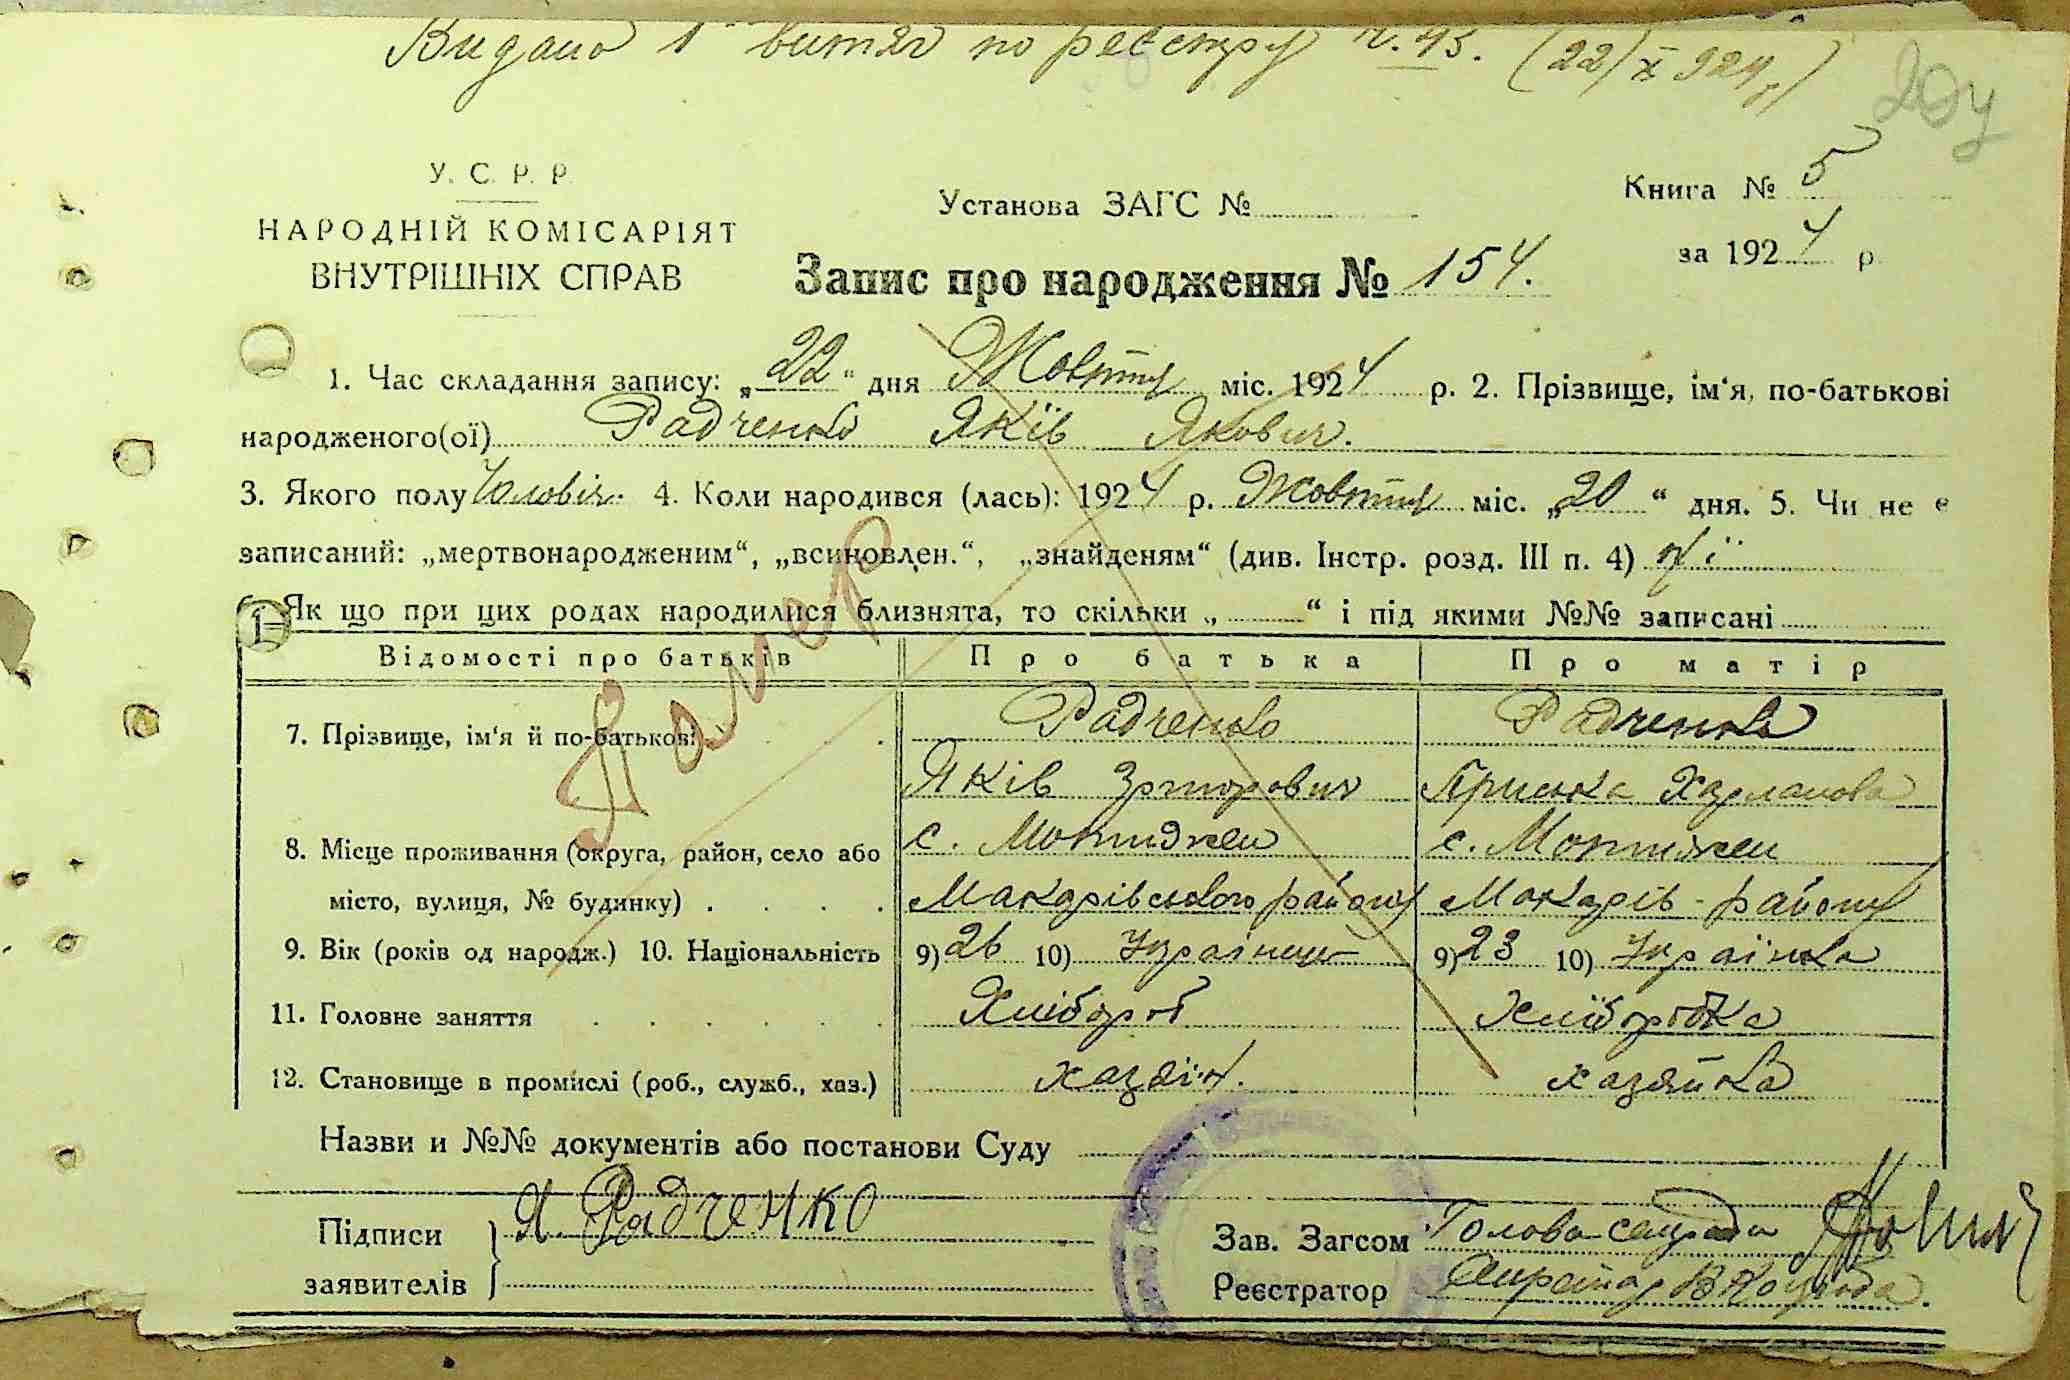 Видано 1 витяг по реєстру ч. 45. (22/X 924 р)
204
У. С. Р. Р.
НАРОДНІЙ КОМІСАРІЯТ
ВНУТРІШНІХ СПРАВ
Установа ЗАГС №
Книга № 5
за 1924 р
Запис про народження № 154.
1. Час складання запису: „22“ дня Жовтня міс. 1924 р. 2. Прізвище, ім‘я, по-батькові
народженого(ої) Радченко Яків Якович.
3. Якого полу Чоловіч. 4. Коли народився (лась): 1924 р. Жовтня міс. „20“ дня. 5. Чи не є
записаний: „мертвонародженим“, „всиновлен.“, „знайденям“ (див. Інстр. розд. III п. 4) ні
Як що при цих родах народилися близнята, то скільки „ “ і під якими №№ записані
Помер
Відомості про батьків Про батька Про матір
7. Прізвище, ім‘я й по-батькові Радченко Радченко
Яків Григорович Приська Харланова
8. Місце проживання (округа, район, село або с. Мотижен с. Мотижен
місто, вулиця, № будинку) Макарівського району Макарів - району
9. Вік (років од народж.) 10. Національність 9) 26 10) Українець 9) 23 10) Українка
11. Головне заняття Хлібороб Хліборобка
12. Становище в промислі (роб., служб., хаз.) хазяін. хазяйка
Назви и №№ документів або постанови Суду
Підписи Я. Радченко
заявителів
Зав. Загсом Голова сельради
Реєстратор Секретар